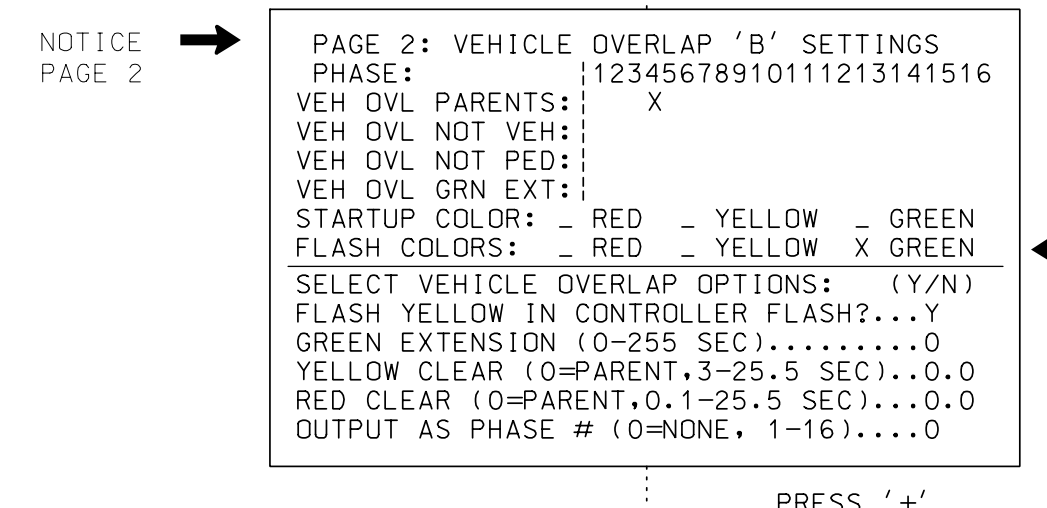 NOTICE
PAGE 2
PAGE 2: VEHICLE OVERLAP 'B' SETTINGS
PHASE: 12345678910111213141516
VEH OVL PARENTS: X
VEH OVL NOT VEH:
VEH OVL NOT PED:
VEH OVL GRN EXT:
STARTUP COLOR: _ RED _ YELLOW _ GREEN
FLASH COLORS: _ RED _ YELLOW X GREEN
SELECT VEHICLE OVERLAP OPTIONS: (Y/N)
FLASH YELLOW IN CONTROLLER FLASH?...Y
GREEN EXTENSION (0-255 SEC).........0
YELLOW CLEAR (0=PARENT,3-25.5 SEC)..0.0
RED CLEAR (0=PARENT,0.1-25.5 SEC)...0.0
OUTPUT AS PHASE # (0=NONE, 1-16)....0
PRESS '+'